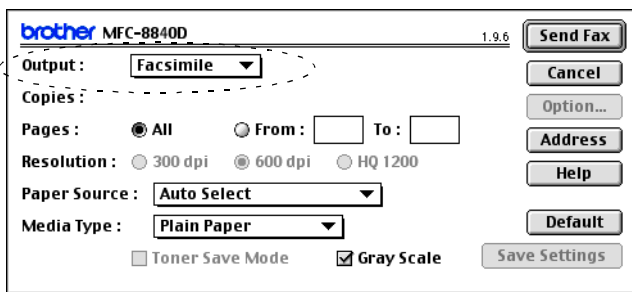 brother MFC-8840D 1.9.6 Send Fax
Output : Facsimile Cancel
Copies : Option...
Pages : All From : To : Address
Resolution : 300 dpi 600 dpi HQ 1200 Help
Paper Source : Auto Select
Media Type : Plain Paper Default
Toner Save Mode Gray Scale Save Settings